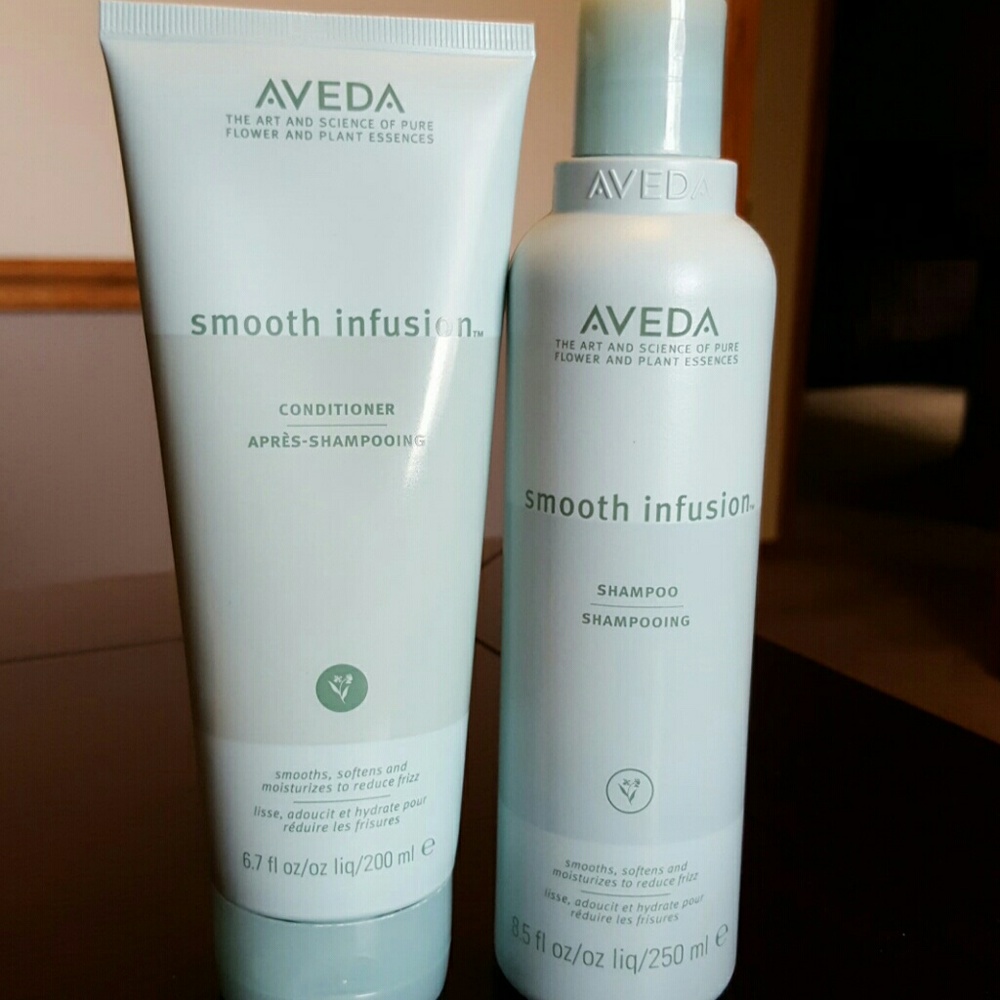 AVEDA
THE ART AND SCIENCE OF PURE
FLOWER AND PLANT ESSENCES
smooth infusion™
CONDITIONER
APRÈS-SHAMPOOING
smooths, softens and
moisturizes to reduce frizz
lisse, adoucit et hydrate pour
réduire les frisures
6.7 fl oz/oz liq/200 ml ℮
AVEDA
AVEDA
THE ART AND SCIENCE OF PURE
FLOWER AND PLANT ESSENCES
smooth infusion™
SHAMPOO
SHAMPOOING
smooths, softens and
moisturizes to reduce frizz
lisse, adoucit et hydrate pour
réduire les frisures
8.5 fl oz/oz liq/250 ml ℮